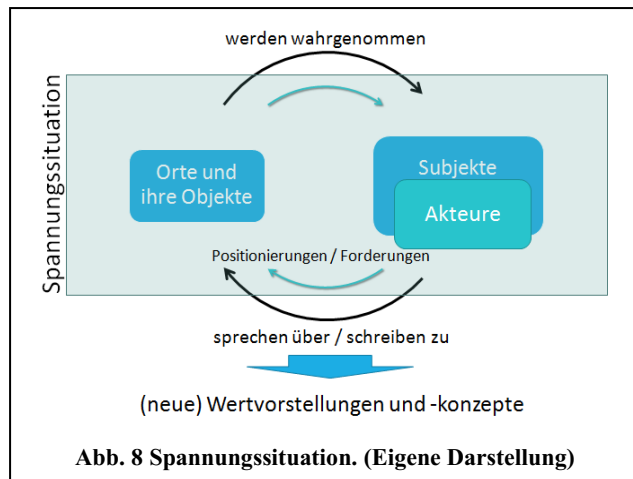 werden wahrgenommen
Spannungssituation
Orte und
ihre Objekte
Subjekte
Akteure
Positionierungen / Forderungen
sprechen über / schreiben zu
(neue) Wertvorstellungen und -konzepte
Abb. 8 Spannungssituation. (Eigene Darstellung)